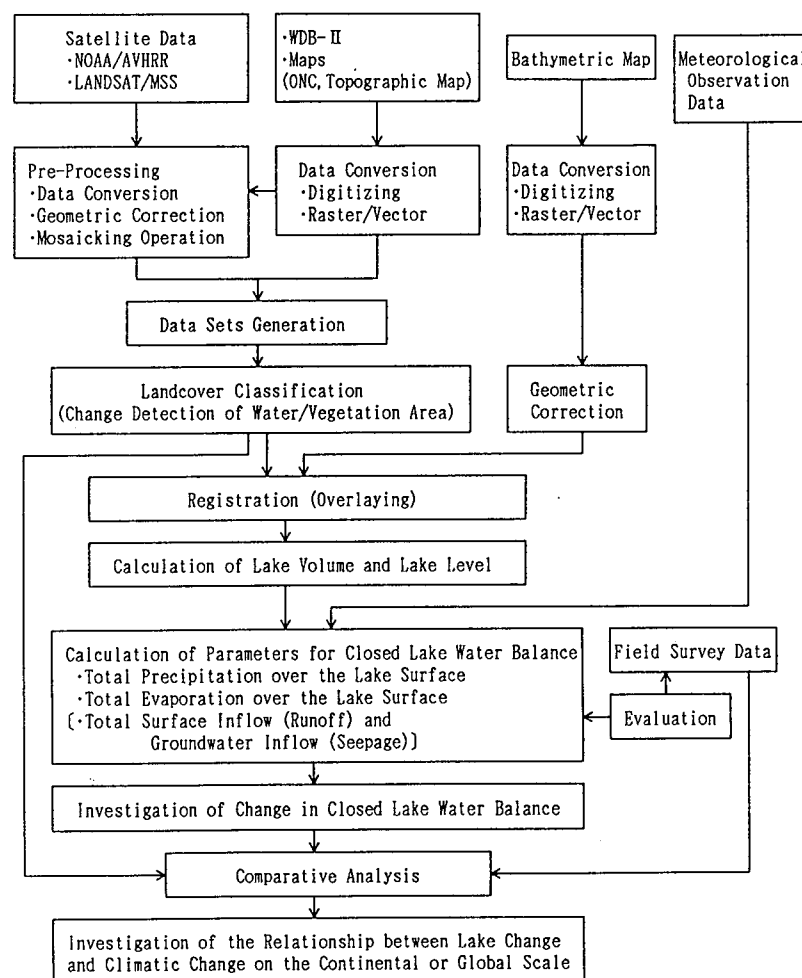 Satellite Data
・NOAA/AVHRR
・LANDSAT/MSS
・WDB-Ⅱ
・Maps
(ONC, Topographic Map)
Bathymetric Map
Meteorological
Observation
Data
Pre-Processing
・Data Conversion
・Geometric Correction
・Mosaicking Operation
Data Conversion
・Digitizing
・Raster/Vector
Data Conversion
・Digitizing
・Raster/Vector
Data Sets Generation
Landcover Classification
(Change Detection of Water/Vegetation Area)
Geometric
Correction
Registration (Overlaying)
Calculation of Lake Volume and Lake Level
Calculation of Parameters for Closed Lake Water Balance
・Total Precipitation over the Lake Surface
・Total Evaporation over the Lake Surface
〔・Total Surface Inflow (Runoff) and
Groundwater Inflow (Seepage)〕
Field Survey Data
Evaluation
Investigation of Change in Closed Lake Water Balance
Comparative Analysis
Investigation of the Relationship between Lake Change
and Climatic Change on the Continental or Global Scale